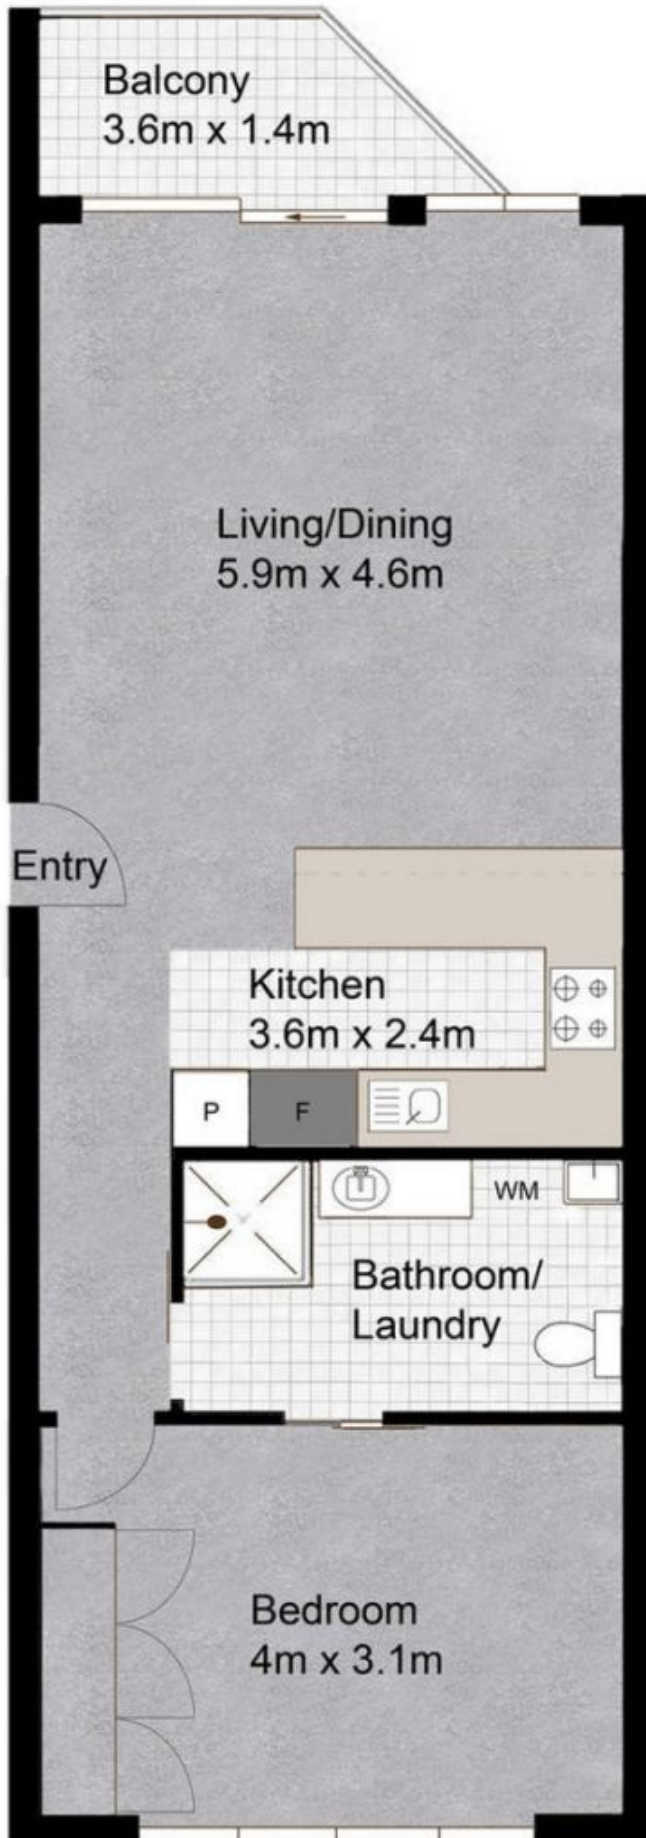 Balcony
3.6m x 1.4m
Living/Dining
5.9m x 4.6m
Entry
Kitchen
3.6m x 2.4m
P
F
WM
Bathroom/
Laundry
Bedroom
4m x 3.1m